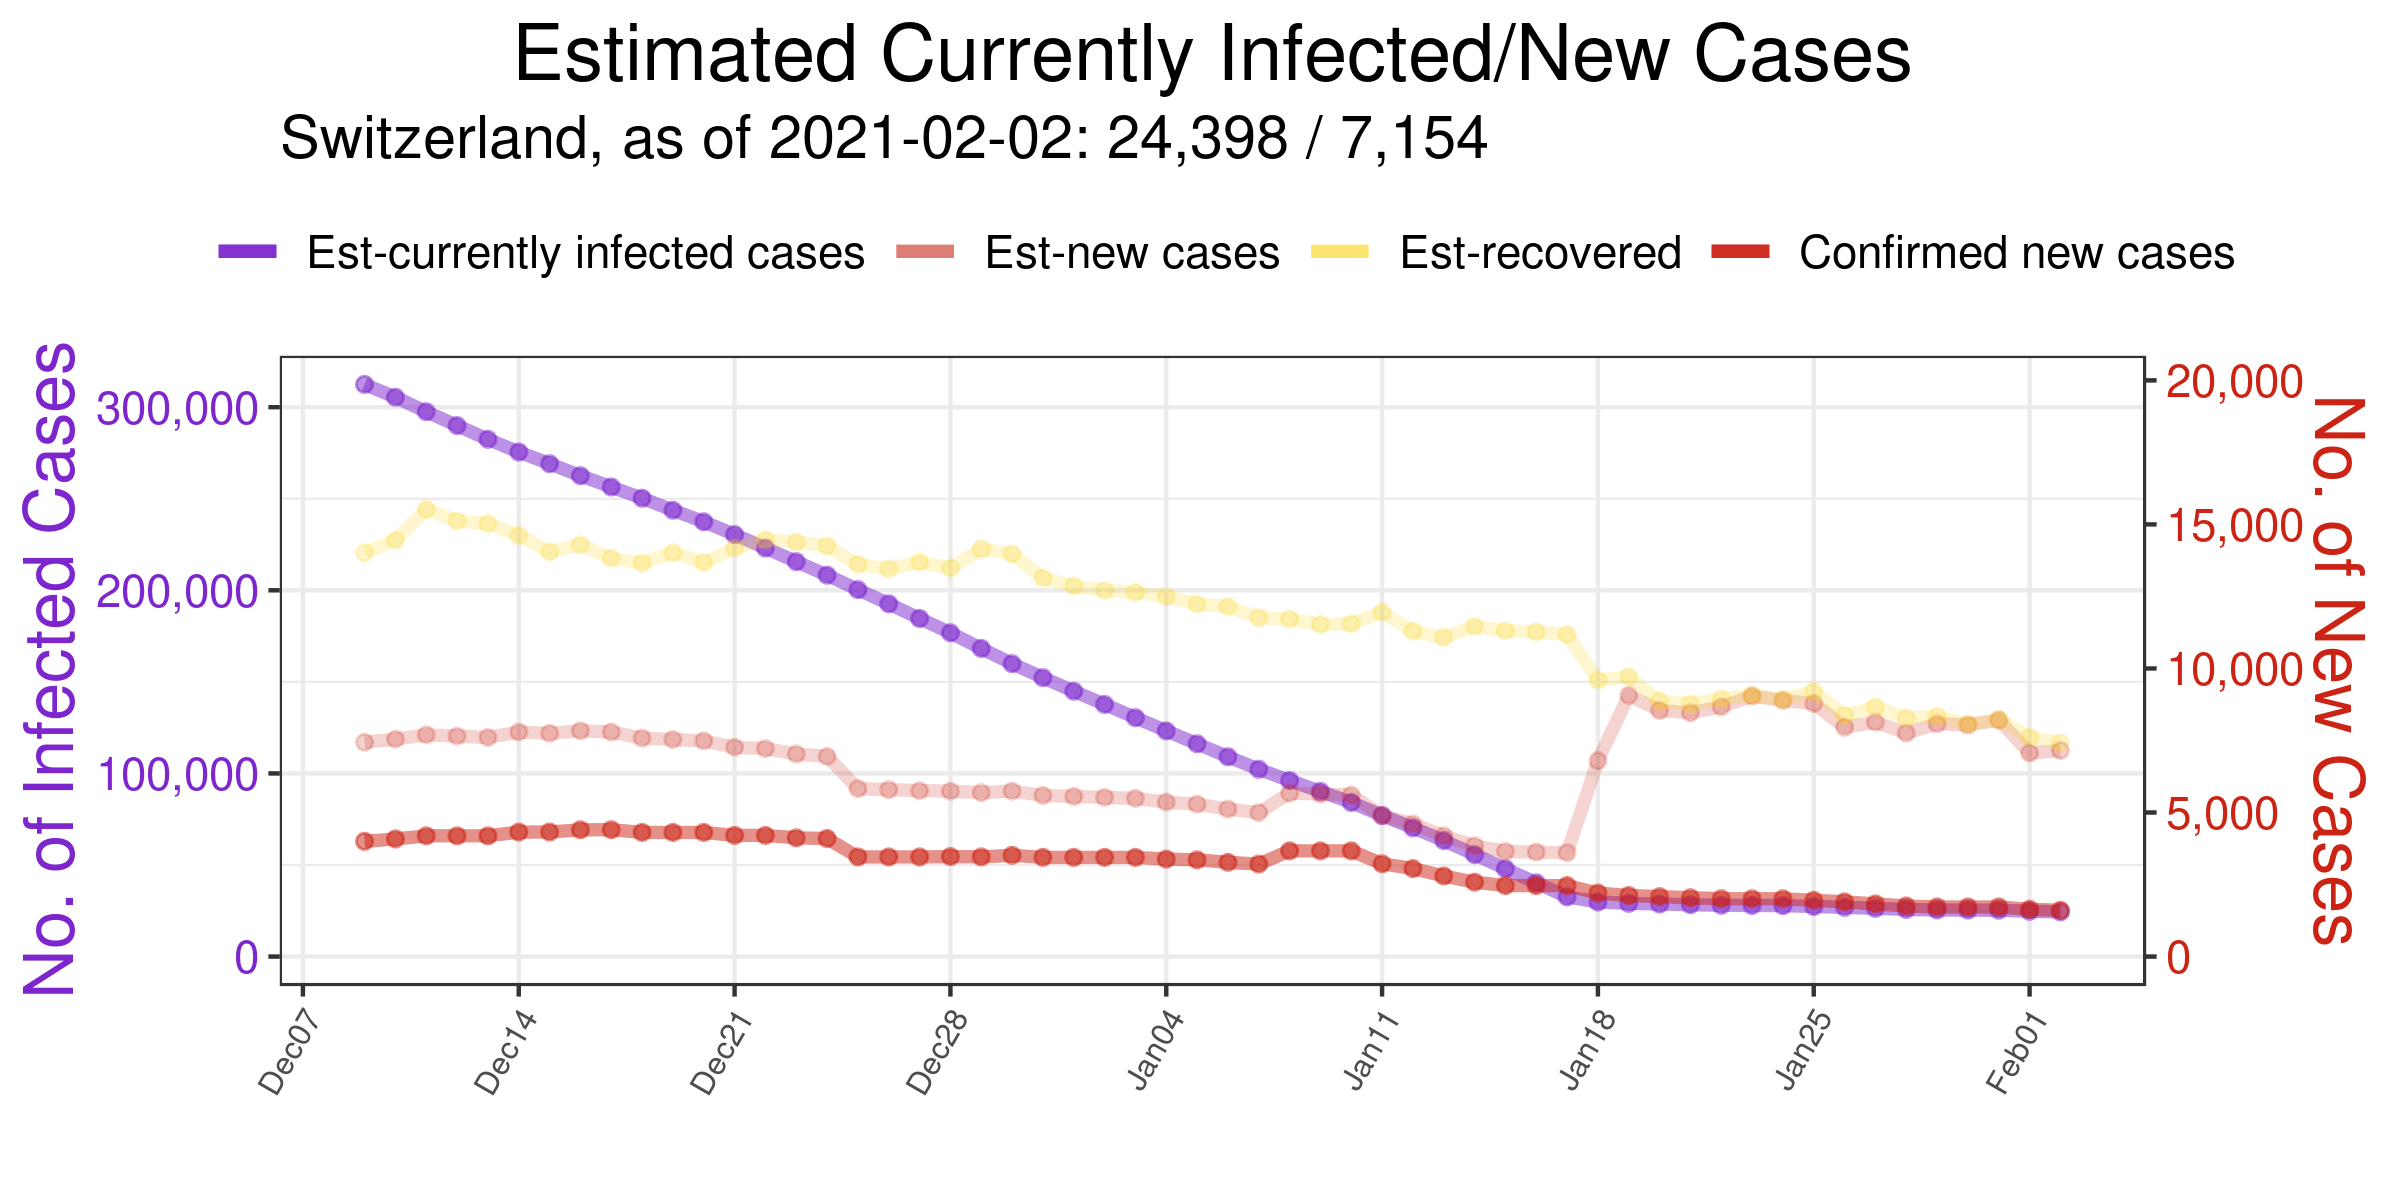 Estimated Currently Infected/New Cases
Switzerland, as of 2021-02-02: 24,398 / 7,154
Est-currently infected cases Est-new cases Est-recovered Confirmed new cases
No. of Infected Cases
300,000
200,000
100,000
0
20,000
15,000
10,000
5,000
0
No. of New Cases
Dec07 Dec14 Dec21 Dec28 Jan04 Jan11 Jan18 Jan25 Feb01